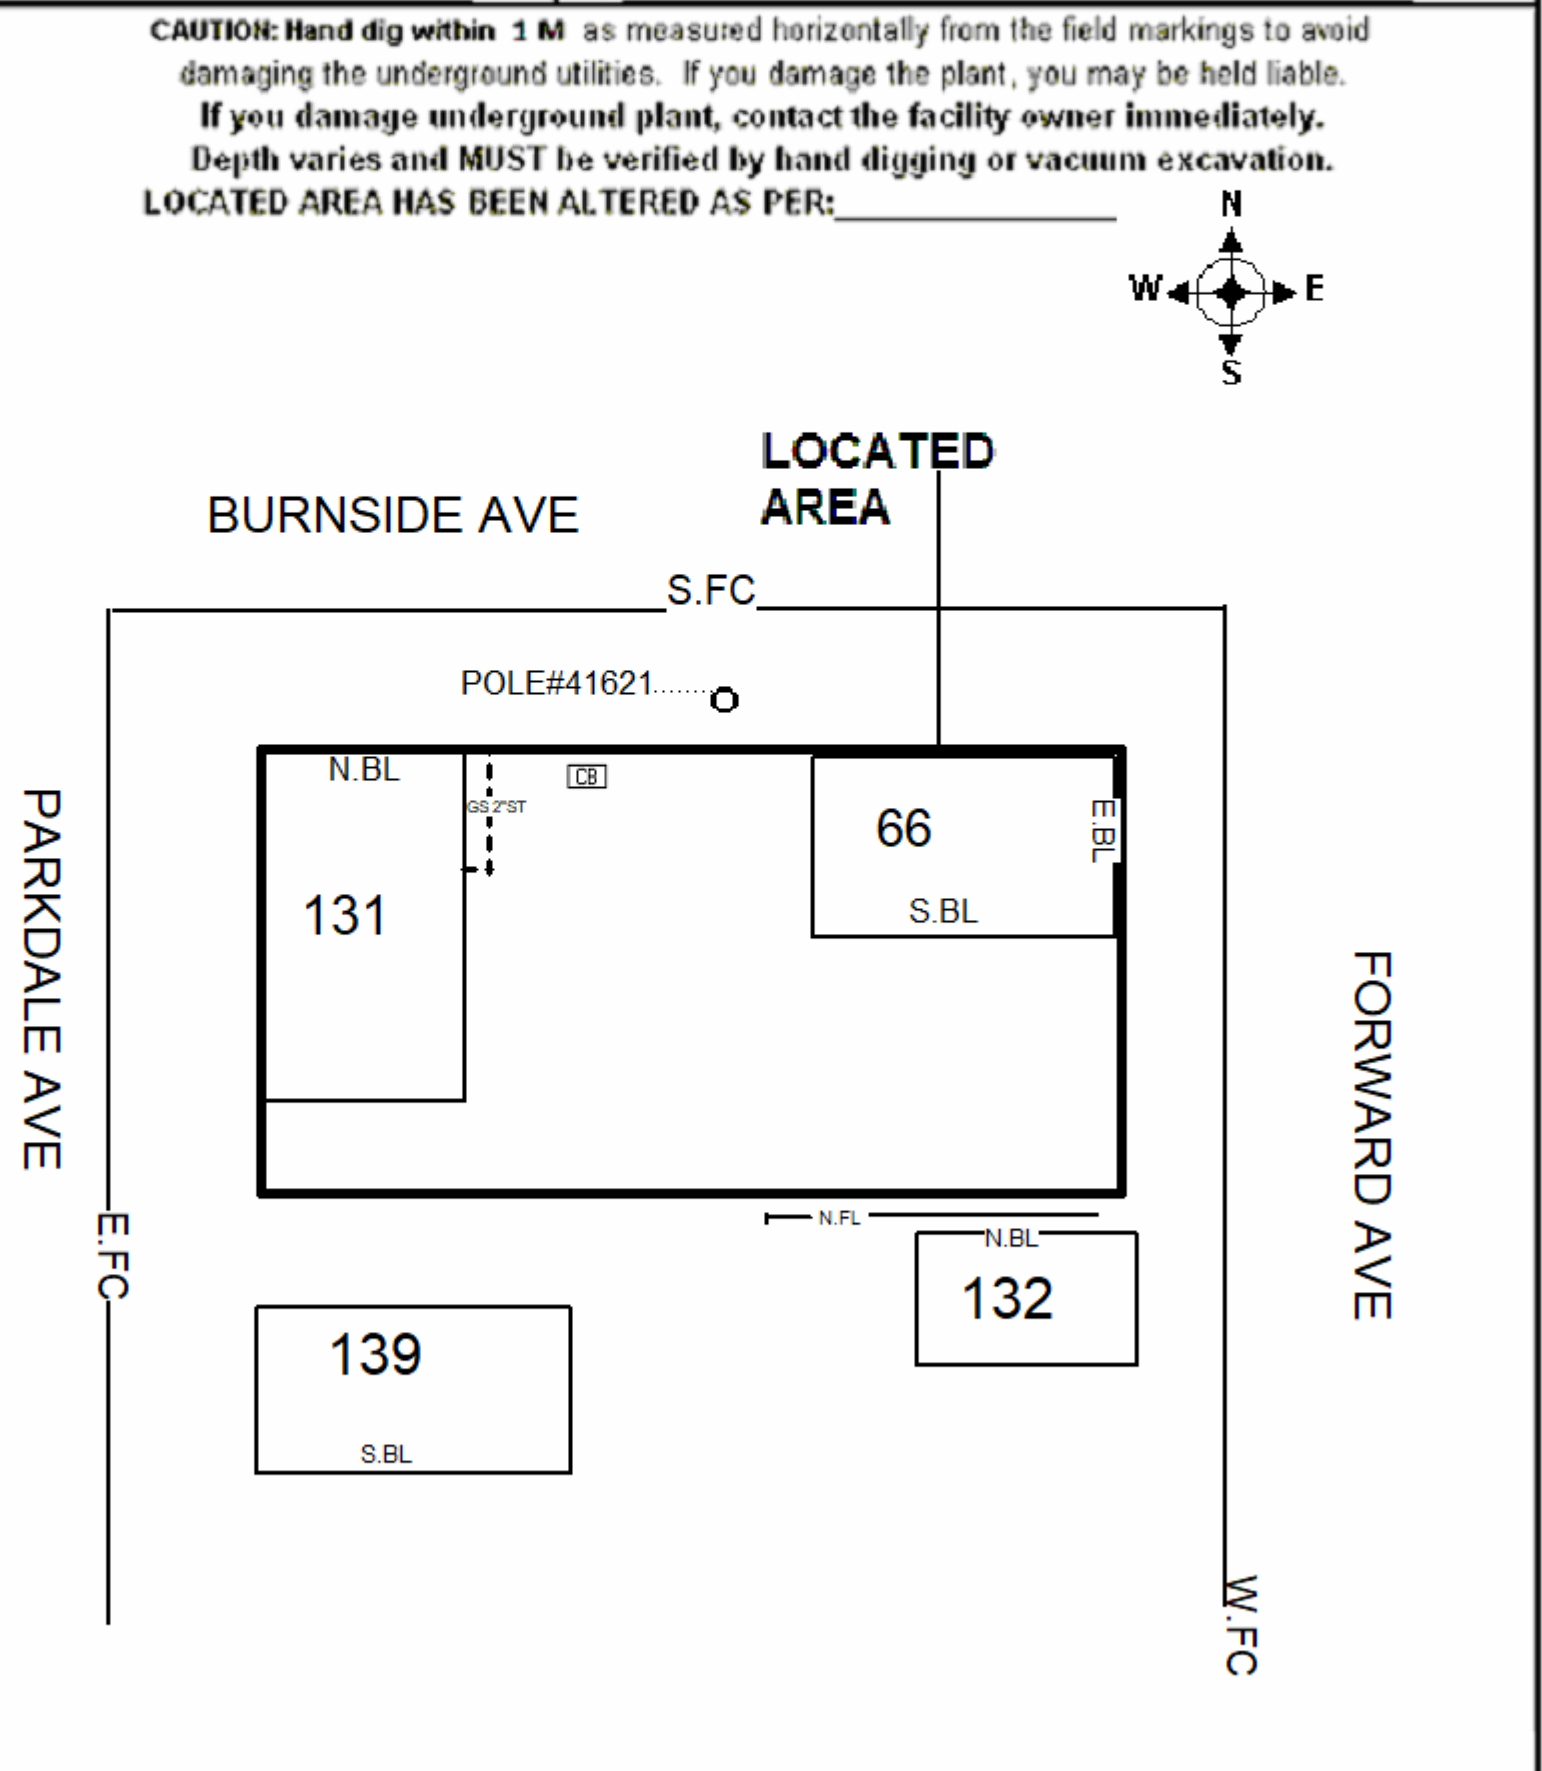 CAUTION: Hand dig within 1 M as measured horizontally from the field markings to avoid
damaging the underground utilities. If you damage the plant, you may be held liable.
If you damage underground plant, contact the facility owner immediately.
Depth varies and MUST be verified by hand digging or vacuum excavation.
LOCATED AREA HAS BEEN ALTERED AS PER:
N
W E
S
LOCATED
AREA
BURNSIDE AVE
S.FC
POLE#41621
N.BL
CB
GS 2"ST
66
E.BL
S.BL
131
PARKDALE AVE
FORWARD AVE
E.FC
N.FL
N.BL
132
139
S.BL
W.FC